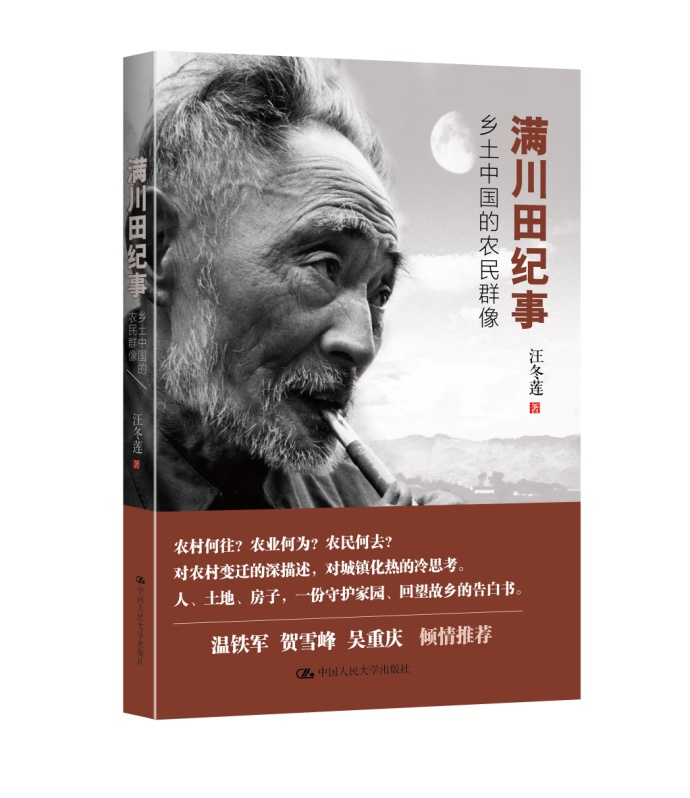 满川田纪事
乡土中国的农民群像
汪冬莲 著
农村何往？农业何为？农民何去？
对农村变迁的深描述，对城镇化热的冷思考。
人、土地、房子，一份守护家园、回望故乡的告白书。
温铁军 贺雪峰 吴重庆 倾情推荐
中国人民大学出版社
满川田纪事
乡土中国的
农民群像
汪冬莲 著
中国人民大学出版社